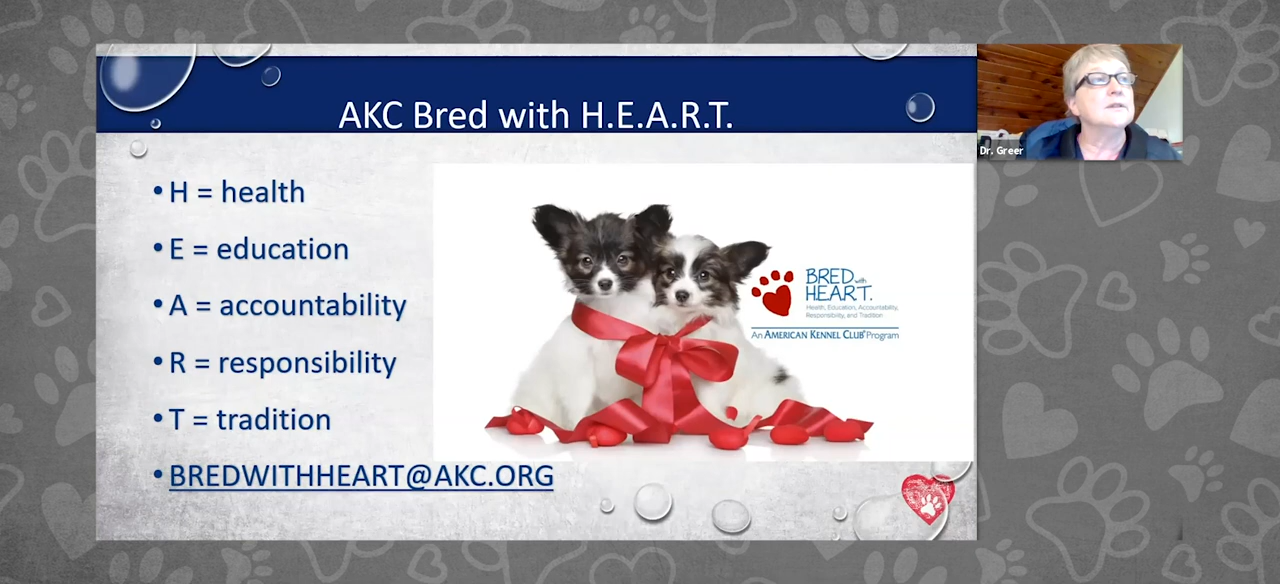 AKC Bred with H.E.A.R.T.
• H = health
• E = education
• A = accountability
• R = responsibility
• T = tradition
• BREDWITHHEART@AKC.ORG
BRED with
HEART.
Health, Education, Accountability,
Responsibility, and Tradition
An AMERICAN KENNEL CLUB® Program
Dr. Greer